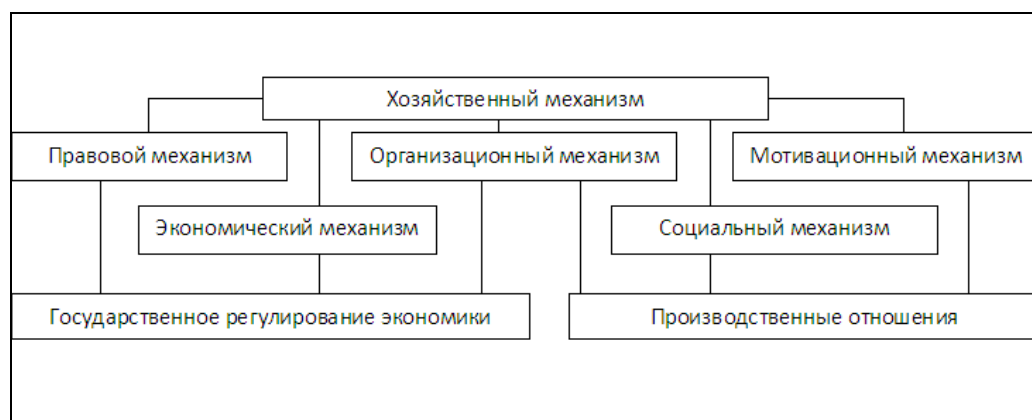 Хозяйственный механизм
Правовой механизм
Организационный механизм
Мотивационный механизм
Экономический механизм
Социальный механизм
Государственное регулирование экономики
Производственные отношения